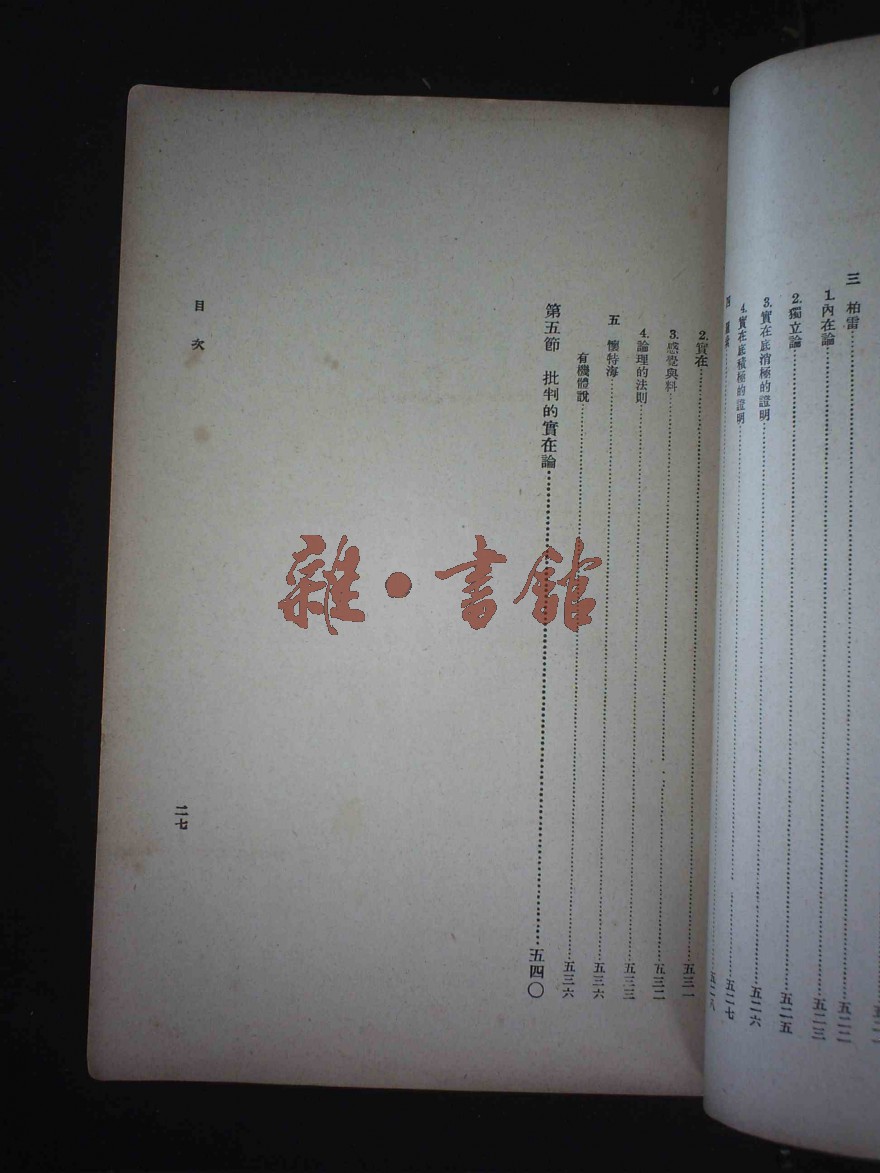 三　柏雷……五二二
1.內在論……五二三
2.獨立論……五二五
3.實在底消極的證明……五二六
4.實在底積極的證明……五二七
四……五二八
2.實在……五三一
3.感覺與料……五三二
4.論理的法則……五三三
五　懷特海……五三六
有機體說……五三六
第五節　批判的實在論……五四〇
目次
二七
雜·書館